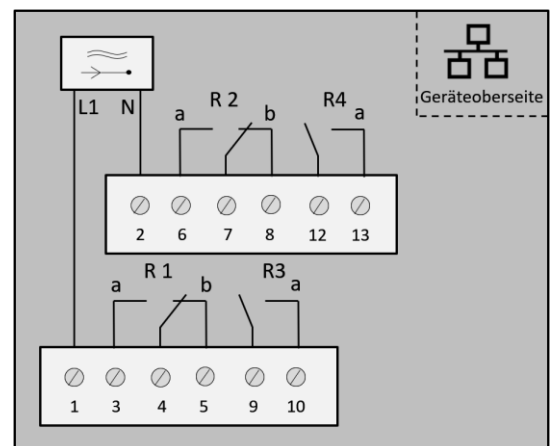 Geräteoberseite
L1 N
a R 2 b R4 a
2 6 7 8 12 13
a R 1 b R3 a
1 3 4 5 9 10